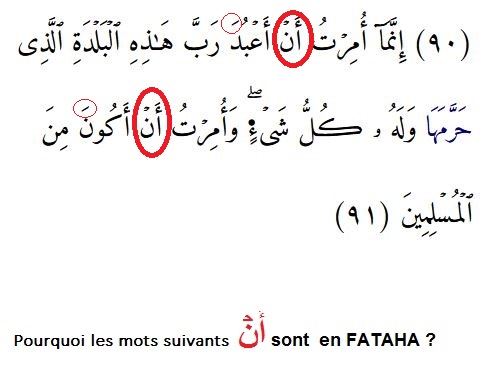 (٩٠) إِنَّمَآ أُمِرْتُ أَنْ أَعْبُدَ رَبَّ هَـٰذِهِ ٱلْبَلْدَةِ ٱلَّذِى
حَرَّمَهَا وَلَهُۥ كُلُّ شَىْءٍۢ ۖ وَأُمِرْتُ أَنْ أَكُونَ مِنَ
ٱلْمُسْلِمِينَ (٩١)
Pourquoi les mots suivants أَنْ sont en FATAHA ?